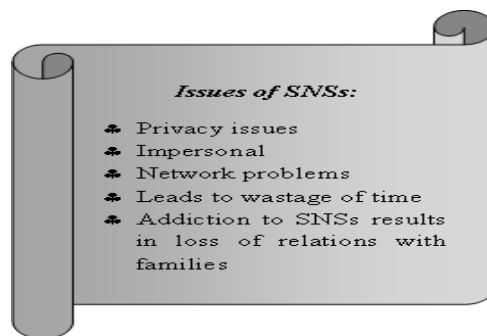 Issues of SNSs:
♣ Privacy issues
♣ Impersonal
♣ Network problems
♣ Leads to wastage of time
♣ Addiction to SNSs results
in loss of relations with
families